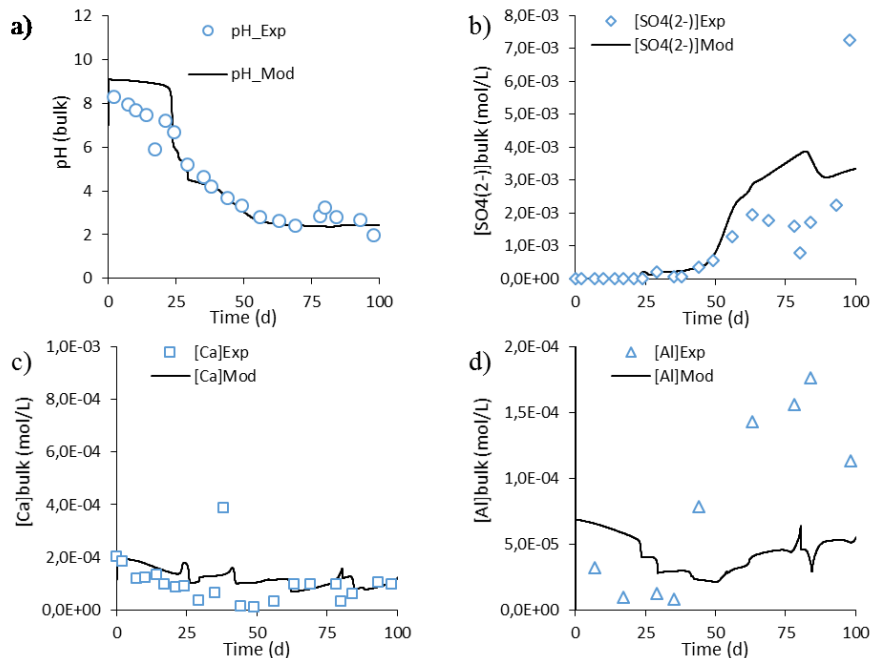 a)
pH_Exp
pH_Mod
12
10
8
6
4
2
0
pH (bulk)
0
25
50
75
100
Time (d)
b)
[SO4(2-)]Exp
[SO4(2-)]Mod
8,0E-03
7,0E-03
6,0E-03
5,0E-03
4,0E-03
3,0E-03
2,0E-03
1,0E-03
0,0E+00
[SO4(2-)]bulk (mol/L)
0
25
50
75
100
Time (d)
c)
[Ca]Exp
[Ca]Mod
1,0E-03
8,0E-04
6,0E-04
4,0E-04
2,0E-04
0,0E+00
[Ca]bulk (mol/L)
0
25
50
75
100
Time (d)
d)
[Al]Exp
[Al]Mod
2,0E-04
1,5E-04
1,0E-04
5,0E-05
0,0E+00
[Al]bulk (mol/L)
0
25
50
75
100
Time (d)